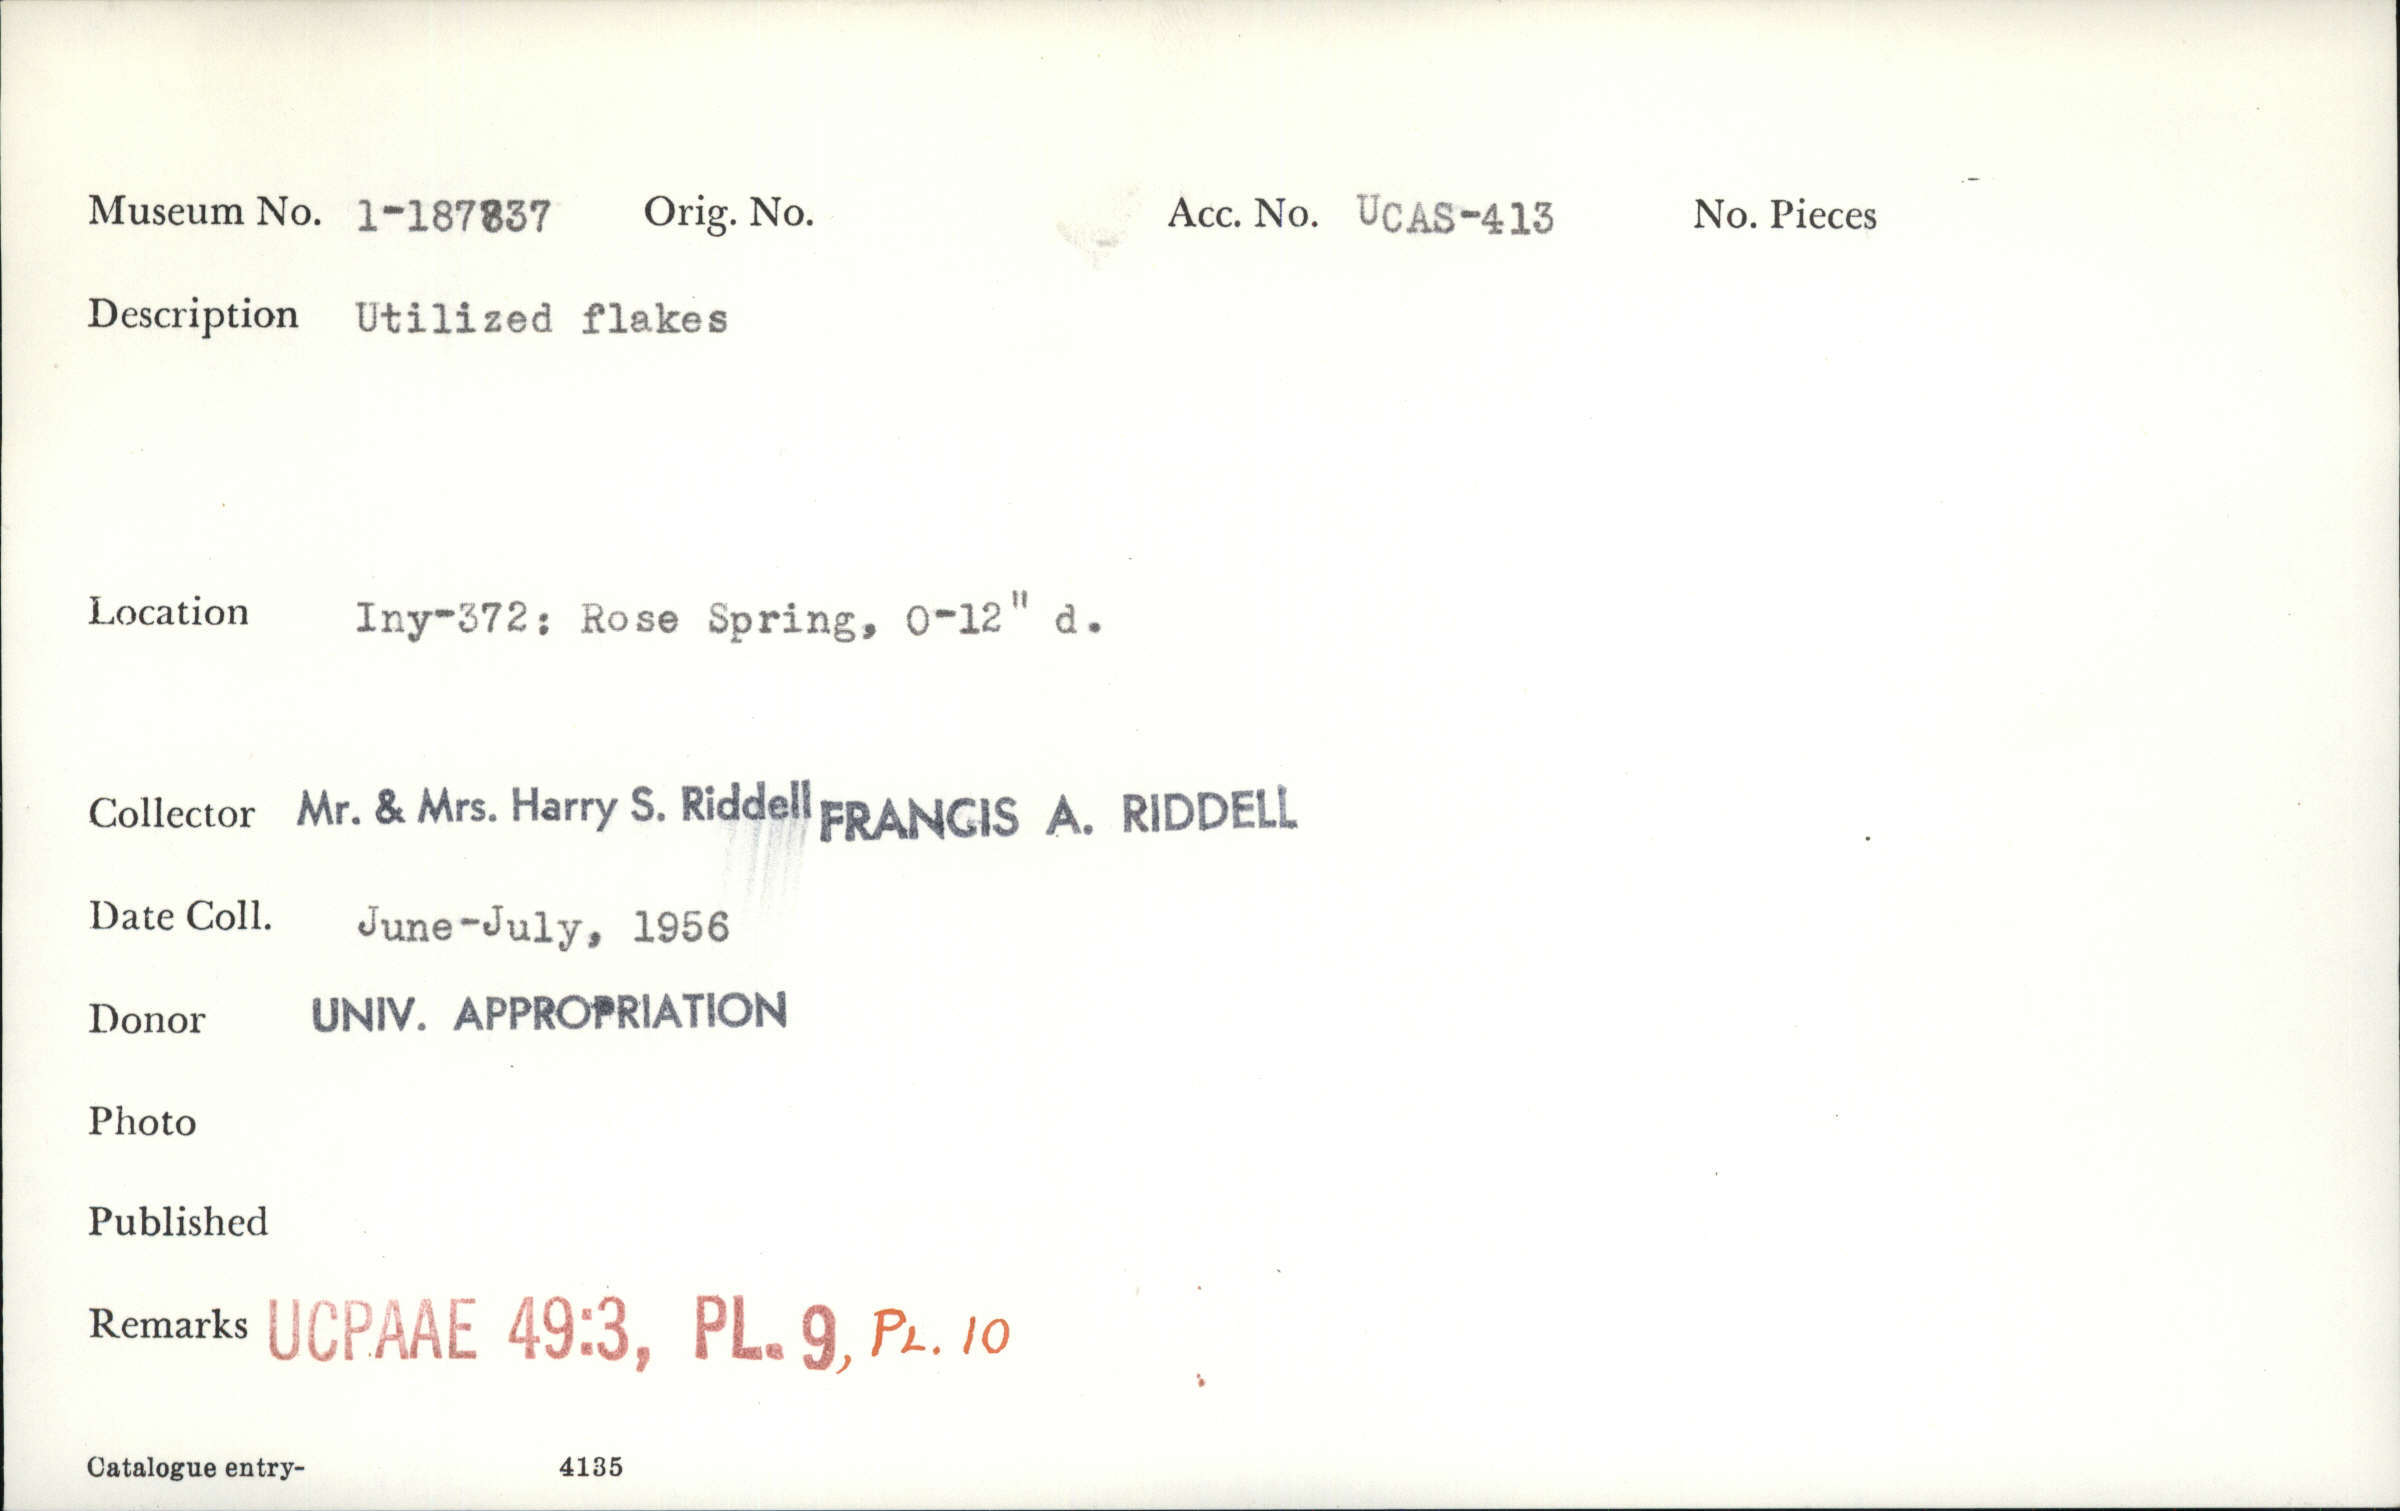 Museum No. 1-187837 Orig. No. Acc. No. UCAS-413 No. Pieces
Description Utilized flakes
Location Iny-372; Rose Spring, 0-12" d.
Collector Mr. & Mrs. Harry S. Riddell FRANCIS A. RIDDELL
Date Coll. June-July, 1956
Donor UNIV. APPROPRIATION
Photo
Published
Remarks UCPAAE 49:3, PL. 9, PL. 10
Catalogue entry- 4135